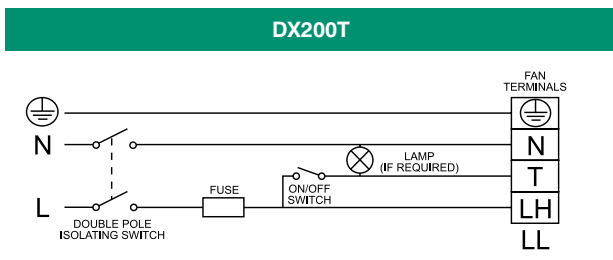 DX200T
FAN
TERMINALS
N
N
LAMP
(IF REQUIRED)
T
ON/OFF
SWITCH
FUSE
L
LH
DOUBLE POLE
ISOLATING SWITCH
LL